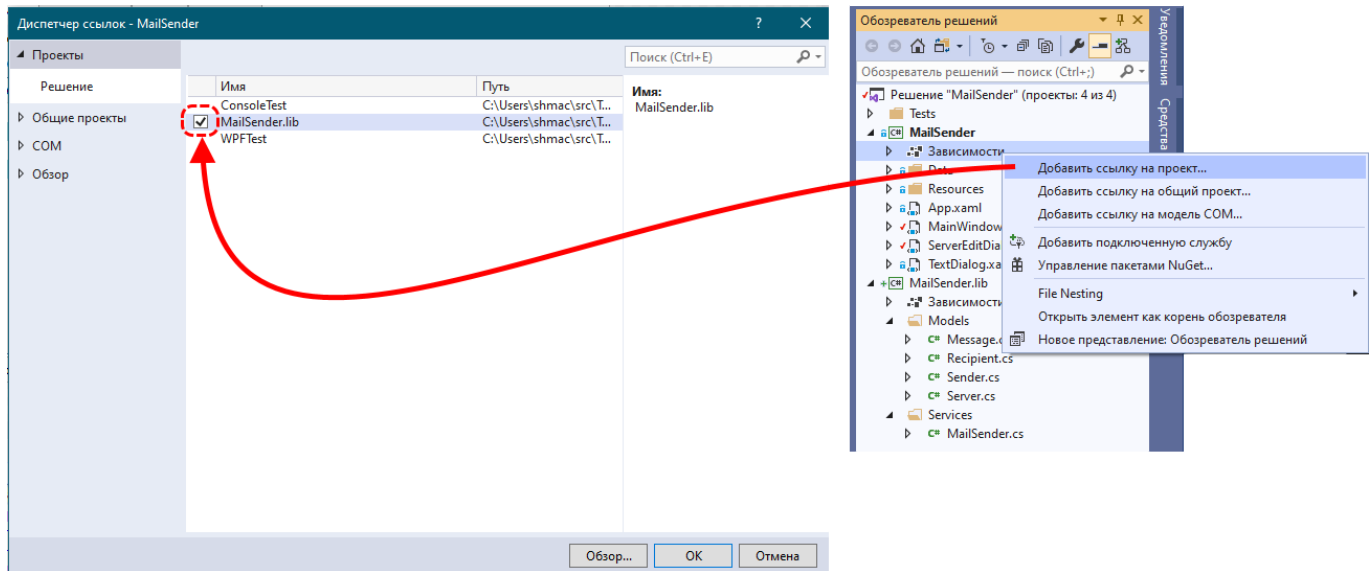 Диспетчер ссылок - MailSender
?
Проекты
Решение
Общие проекты
COM
Обзор
Поиск (Ctrl+E)
Имя
Путь
ConsoleTest
C:\Users\shmac\src\T...
MailSender.lib
C:\Users\shmac\src\T...
WPFTest
C:\Users\shmac\src\T...
Имя:
MailSender.lib
Обзор...
OK
Отмена
Обозреватель решений
Обозреватель решений — поиск (Ctrl+;)
Решение "MailSender" (проекты: 4 из 4)
Tests
C# MailSender
Зависимости
Data
Resources
App.xaml
MainWindow
ServerEditDia
TextDialog.xa
C# MailSender.lib
Зависимости
Models
C# Message.c
C# Recipient.cs
C# Sender.cs
C# Server.cs
Services
C# MailSender.cs
Добавить ссылку на проект...
Добавить ссылку на общий проект...
Добавить ссылку на модель COM...
Добавить подключенную службу
Управление пакетами NuGet...
File Nesting
Открыть элемент как корень обозревателя
Новое представление: Обозреватель решений
Уведомления
Средства